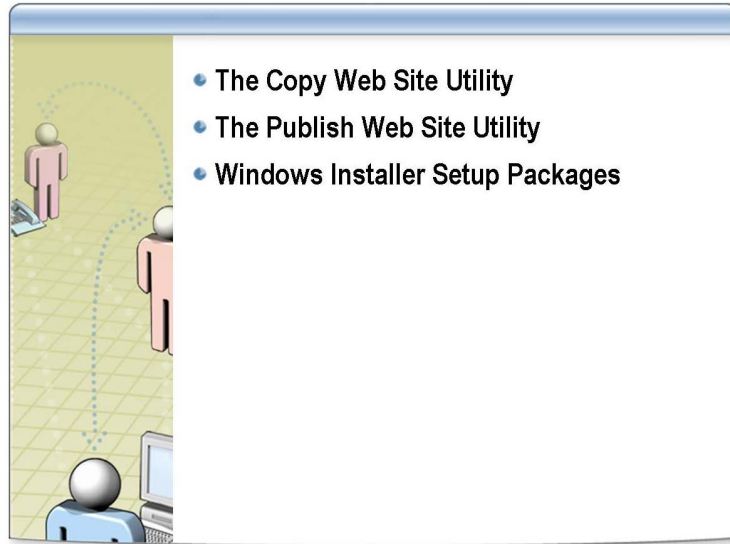 The Copy Web Site Utility
The Publish Web Site Utility
Windows Installer Setup Packages